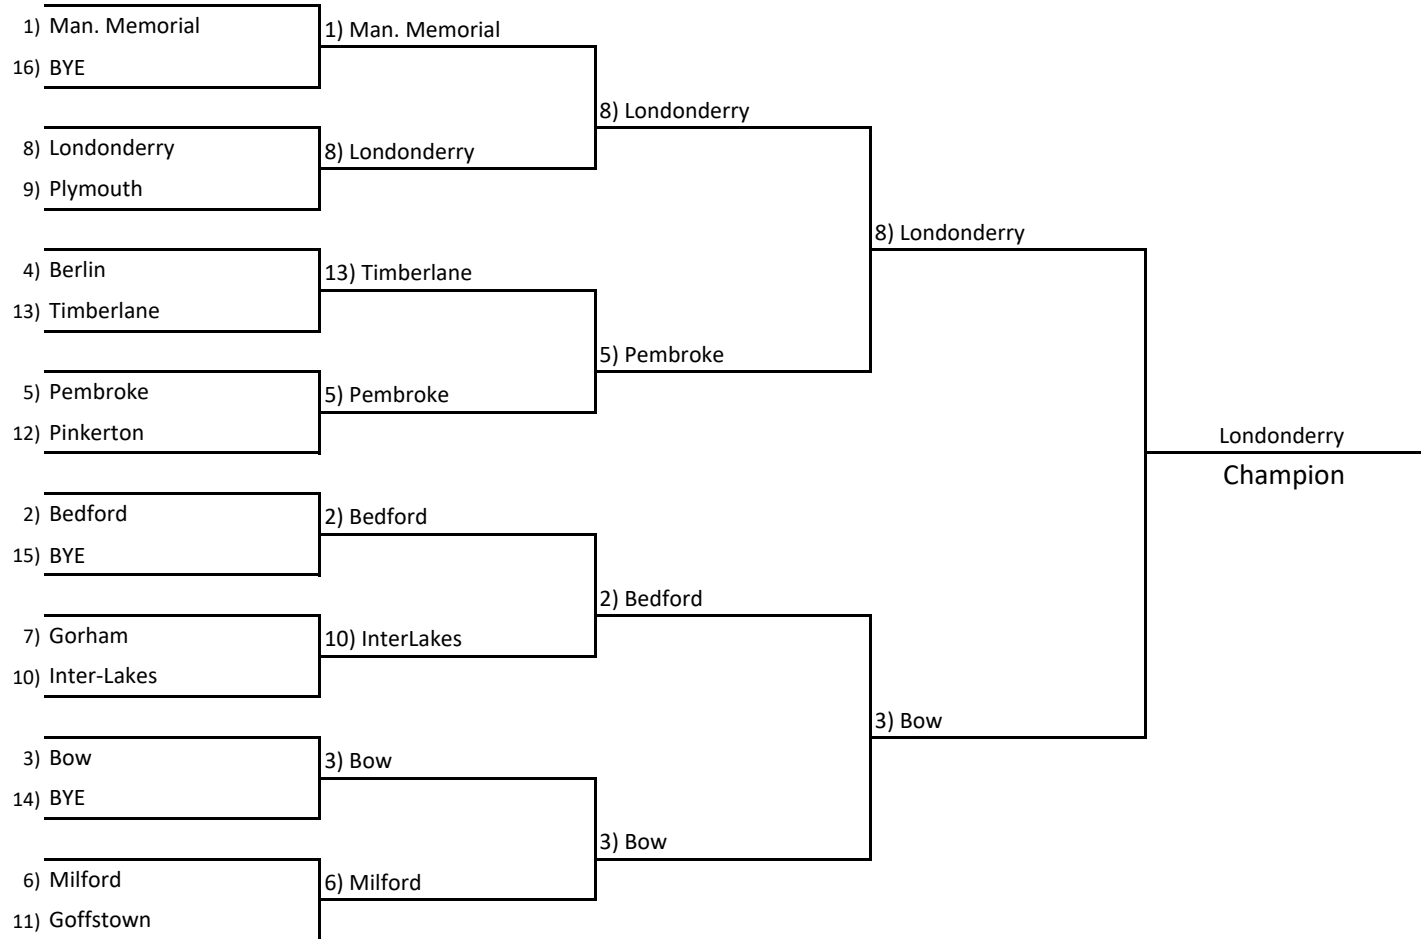 1) Man. Memorial
16) BYE
8) Londonderry
9) Plymouth
4) Berlin
13) Timberlane
5) Pembroke
12) Pinkerton
2) Bedford
15) BYE
7) Gorham
10) Inter-Lakes
3) Bow
14) BYE
6) Milford
11) Goffstown
1) Man. Memorial
8) Londonderry
13) Timberlane
5) Pembroke
2) Bedford
10) InterLakes
3) Bow
6) Milford
8) Londonderry
5) Pembroke
2) Bedford
3) Bow
8) Londonderry
3) Bow
Londonderry
Champion